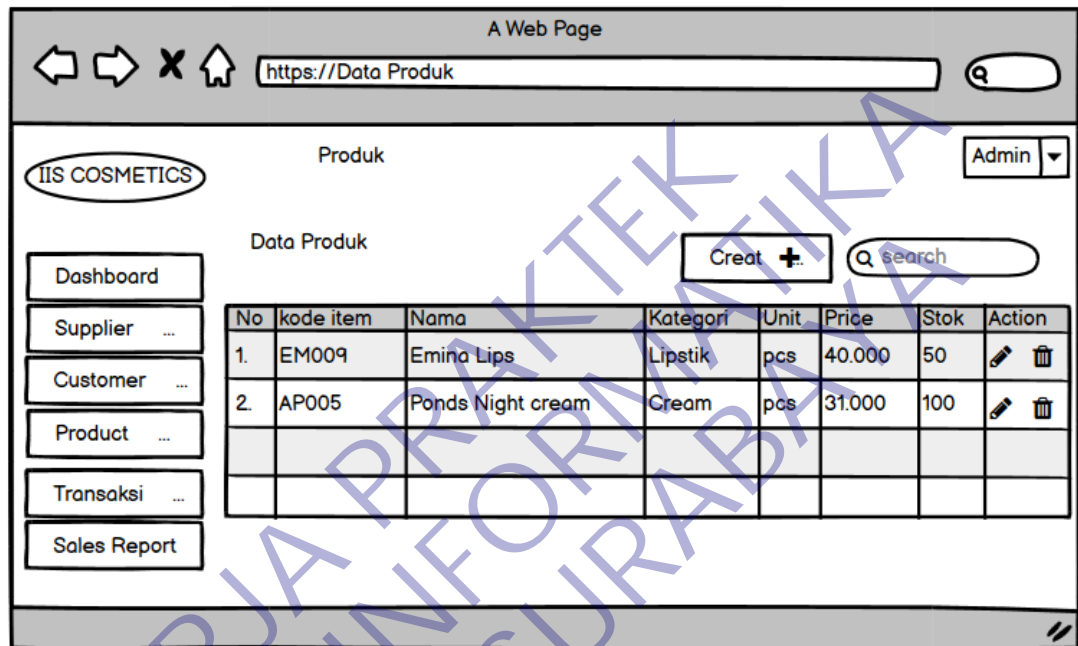 A Web Page
https://Data Produk
IIS COSMETICS
Produk
Admin
Data Produk
Creat
search
Dashboard
Supplier ...
Customer ...
Product ...
Transaksi ...
Sales Report
No kode item Nama Kategori Unit Price Stok Action
1. EM009 Emina Lips Lipstik pcs 40.000 50
2. AP005 Ponds Night cream Cream pcs 31.000 100
RJA PRAKTEK
INFORMATIKA
SURABAYA